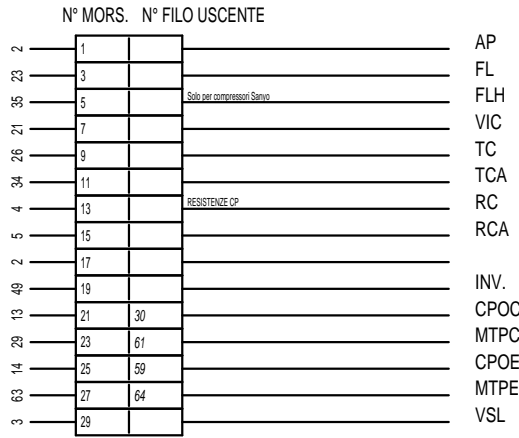 N° MORS. N° FILO USCENTE
2 1 AP
23 3 FL
35 5 Solo per compressori Sanyo FLH
21 7 VIC
26 9 TC
34 11 TCA
4 13 RESISTENZE CP RC
5 15 RCA
2 17
49 19 INV.
13 21 30 CPOC
29 23 61 MTPC
14 25 59 CPOE
63 27 64 MTPE
3 29 VSL